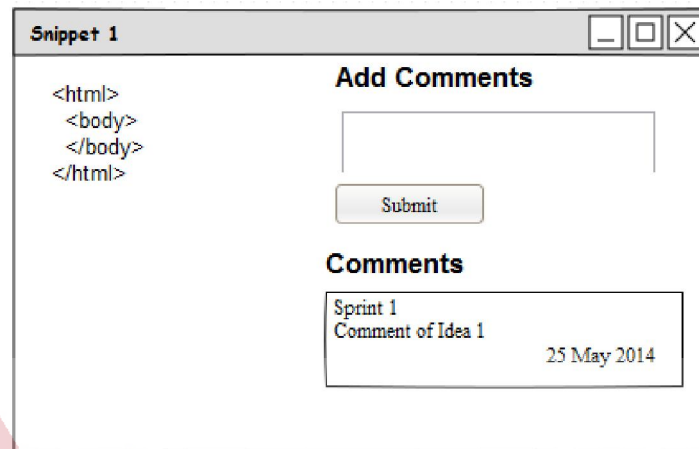 Snippet 1
<html>
<body>
</body>
</html>
Add Comments
Submit
Comments
Sprint 1
Comment of Idea 1
25 May 2014